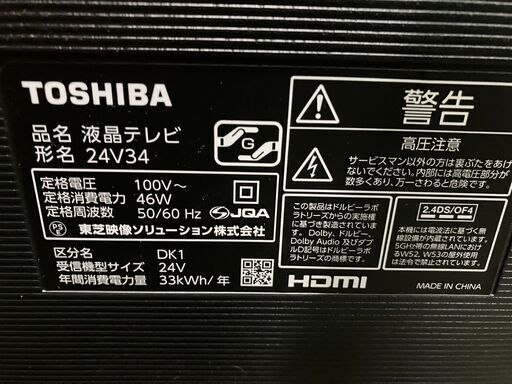 TOSHIBA
品名 液晶テレビ
形名 24V34
G
定格電圧 100V～
定格消費電力 46W
定格周波数 50/60 Hz
JQA
PS
E
東芝映像ソリューション株式会社
区分名 DK1
受信機型サイズ 24V
年間消費電力量 33kWh/年
警告
高圧注意
サービスマン以外の方は裏ぶたをあけ
ないでください。内部には高電圧部分が
数多くあり、万一さわると危険です。
この製品はドルビーラボ
ラトリーズからの実施権
に基づき製造されていま
す。Dolby、ドルビー、
Dolby Audio 及びダブ
ルD記号はドルビーラボ
ラトリーズの商標です。
2.4DS/OF4
本機には電波法に基づく無
線設備が内蔵されています。
5GHz帯の無線LANにおけ
るW52、W53の屋外使用
は法令で禁止されています。
HDMI
MADE IN CHINA